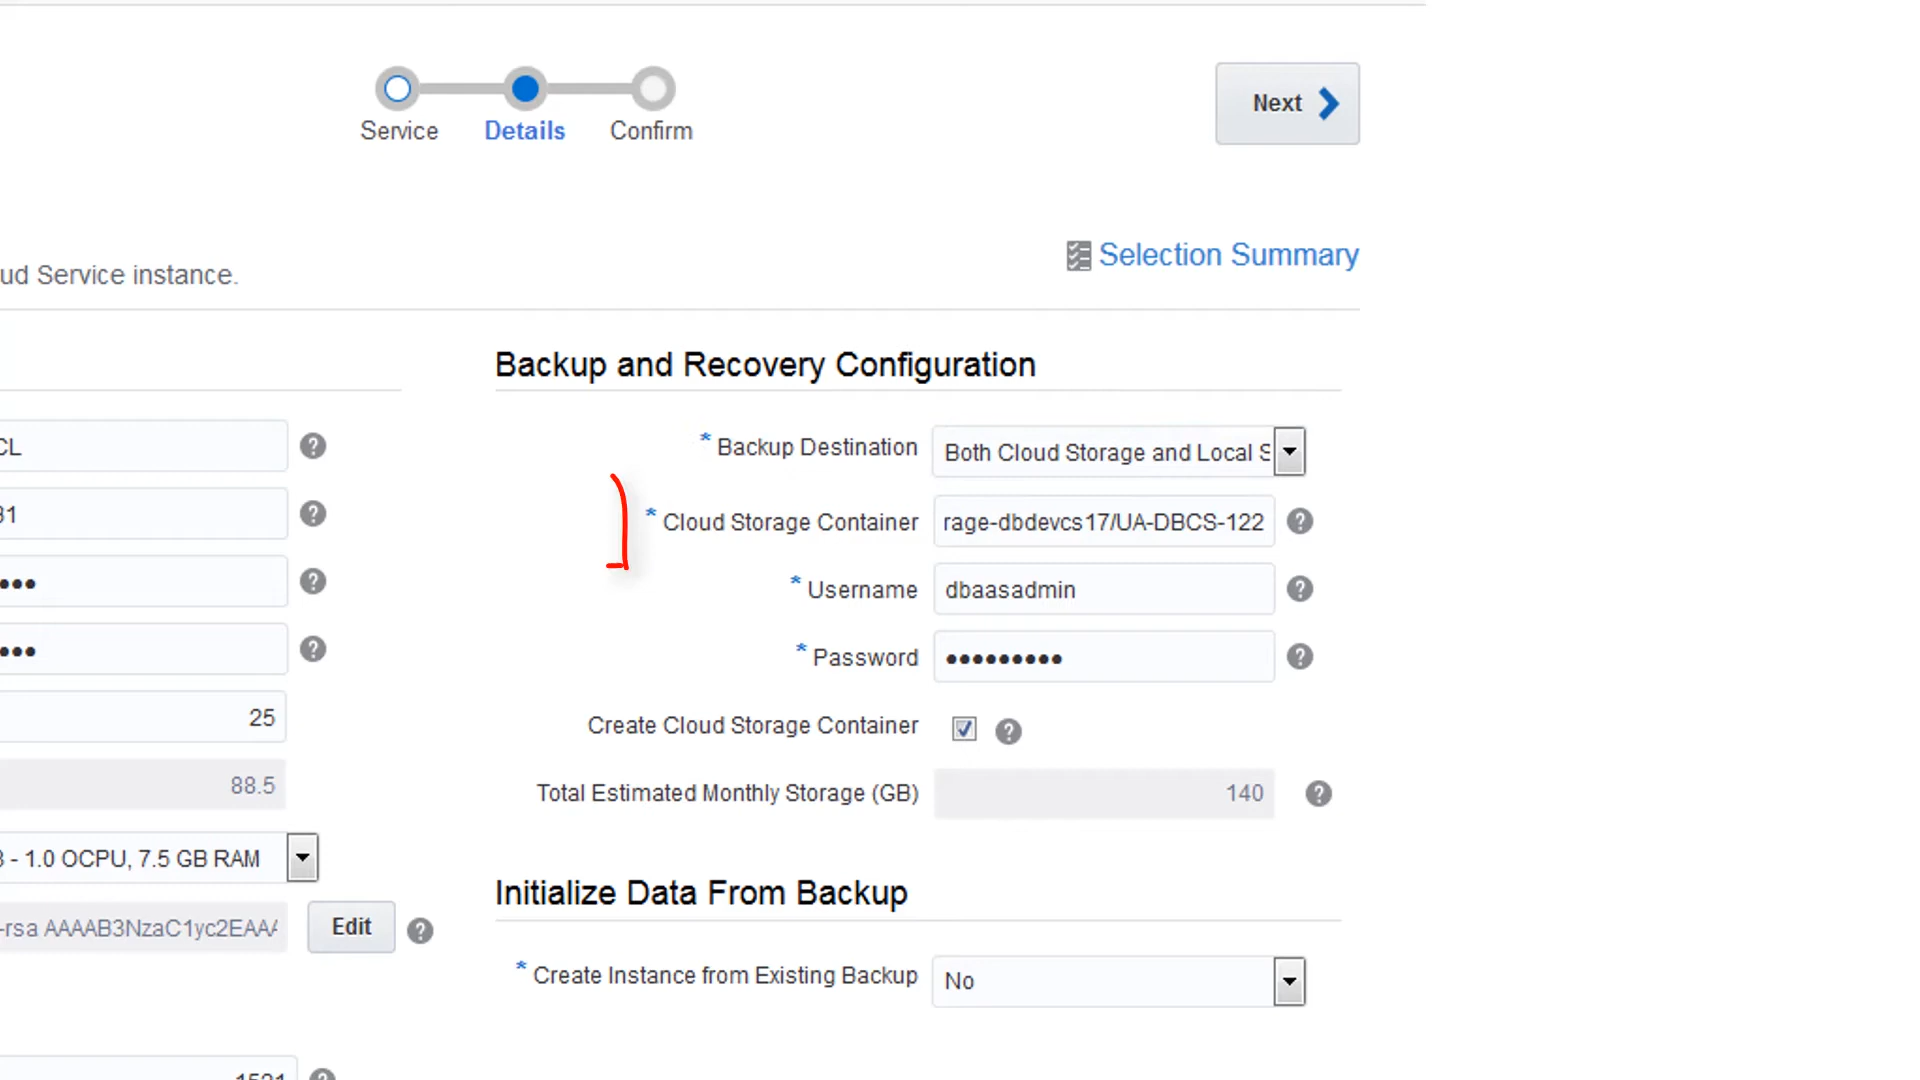 Service
Details
Confirm
Next
Selection Summary
ud Service instance.
Backup and Recovery Configuration
CL
* Backup Destination
Both Cloud Storage and Local S
31
* Cloud Storage Container
rage-dbdevcs17/UA-DBCS-122
* Username
dbaasadmin
* Password
25
Create Cloud Storage Container
88.5
Total Estimated Monthly Storage (GB)
140
3 - 1.0 OCPU, 7.5 GB RAM
Initialize Data From Backup
-rsa AAAAB3NzaC1yc2EAAA
Edit
* Create Instance from Existing Backup
No
1521